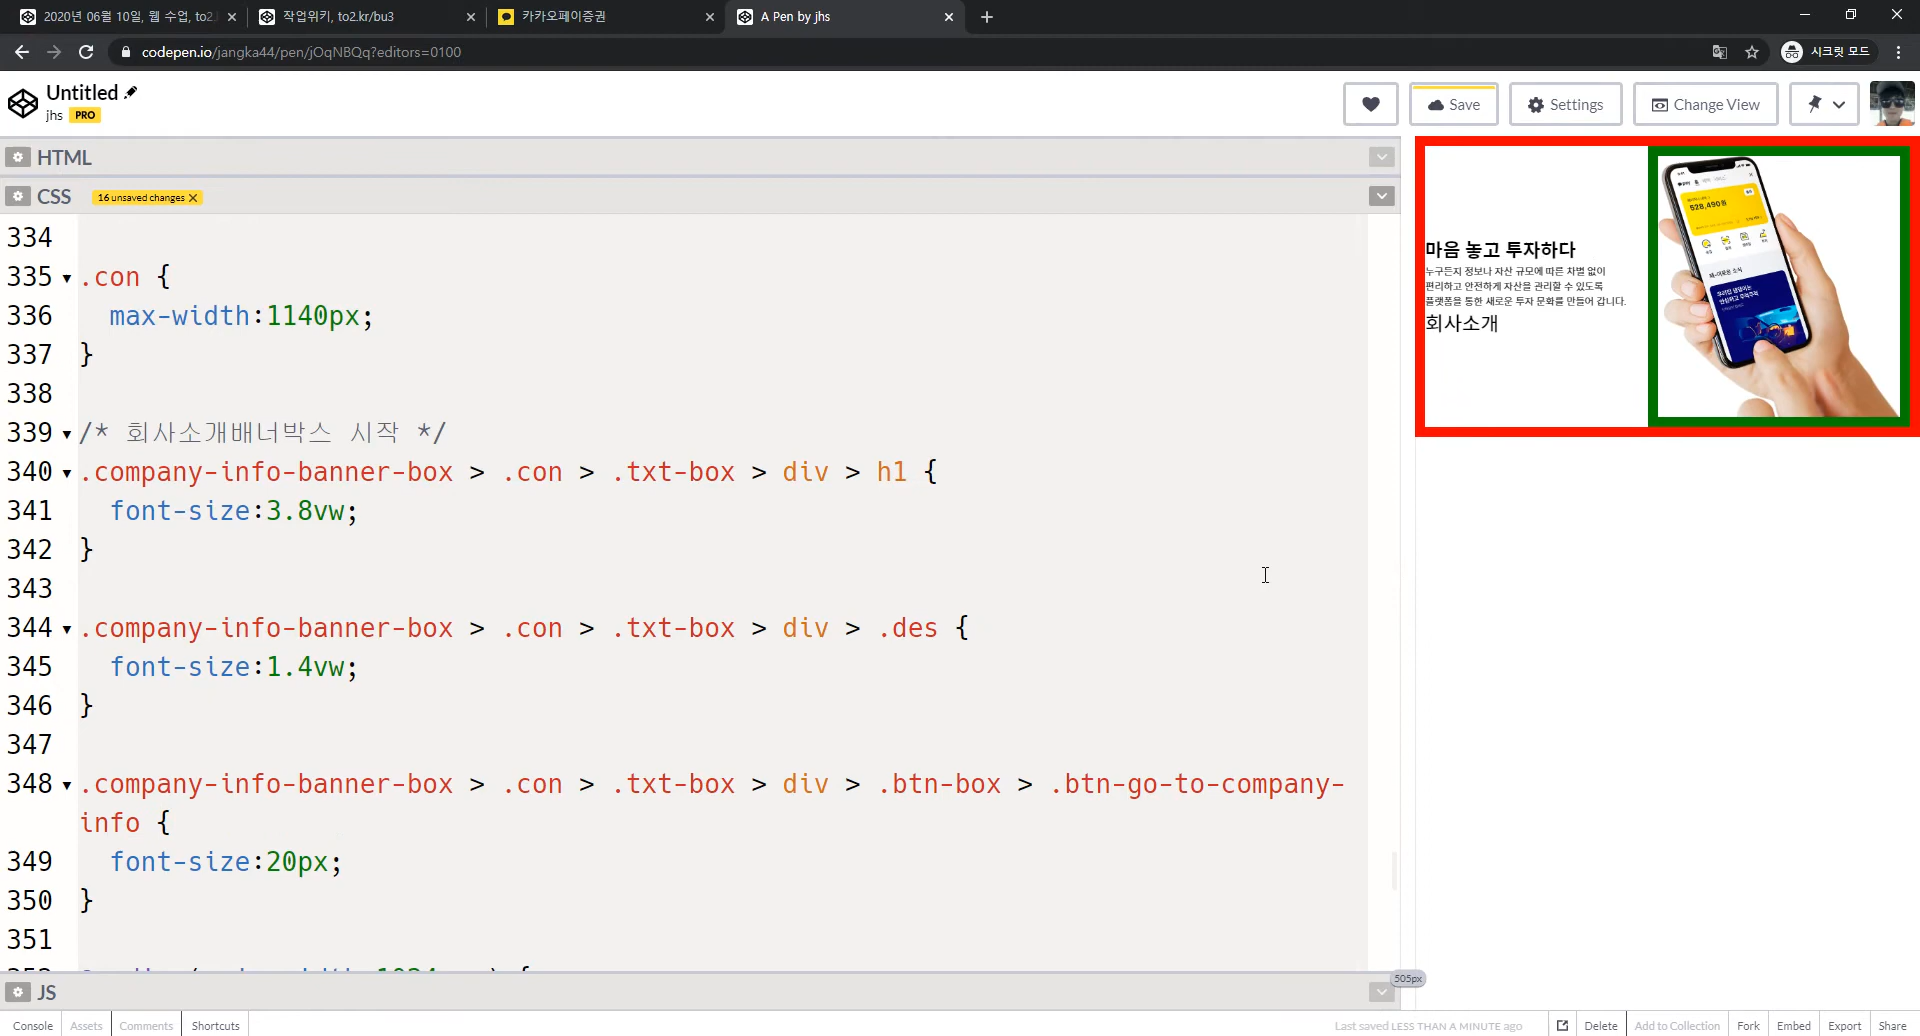 2020년 06월 10일, 웹 수업, to2.
작업위키, to2.kr/bu3
카카오페이증권
A Pen by jhs
codepen.io/jangka44/pen/jOqNBQq?editors=0100
시크릿 모드
Untitled
jhs PRO
Save
Settings
Change View
HTML
CSS
16 unsaved changes
334
335 .con {
336 max-width:1140px;
337 }
338
339 /* 회사소개배너박스 시작 */
340 .company-info-banner-box > .con > .txt-box > div > h1 {
341 font-size:3.8vw;
342 }
343
344 .company-info-banner-box > .con > .txt-box > div > .des {
345 font-size:1.4vw;
346 }
347
348 .company-info-banner-box > .con > .txt-box > div > .btn-box > .btn-go-to-company-
info {
349 font-size:20px;
350 }
351
마음 놓고 투자하다
누구든지 정보나 자산 규모에 따른 차별 없이
편리하고 안전하게 자산을 관리할 수 있도록
플랫폼을 통한 새로운 투자 문화를 만들어 갑니다.
회사소개
528,490원
505px
JS
Console
Assets
Comments
Shortcuts
Last saved LESS THAN A MINUTE ago
Delete
Add to Collection
Fork
Embed
Export
Share